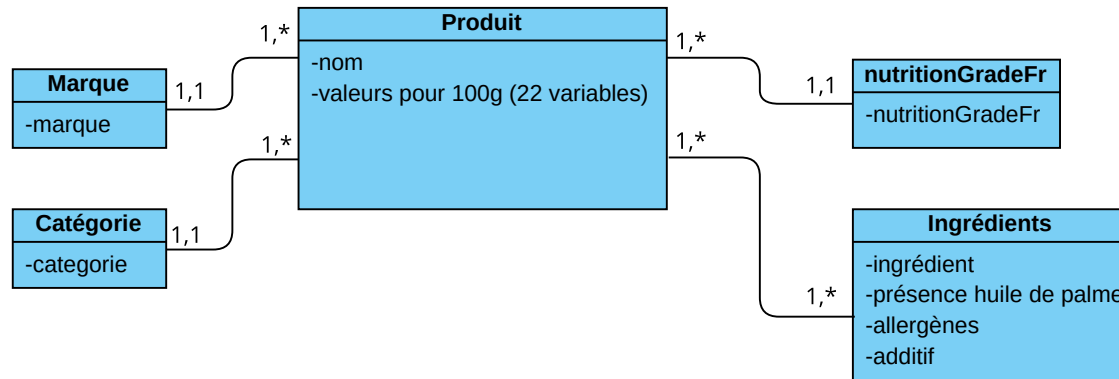 Produit
-nom
-valeurs pour 100g (22 variables)
1,*
1,*
1,*
1,*
Marque
-marque
1,1
nutritionGradeFr
-nutritionGradeFr
1,1
Catégorie
-categorie
1,1
Ingrédients
-ingrédient
-présence huile de palme
-allergènes
-additif
1,*